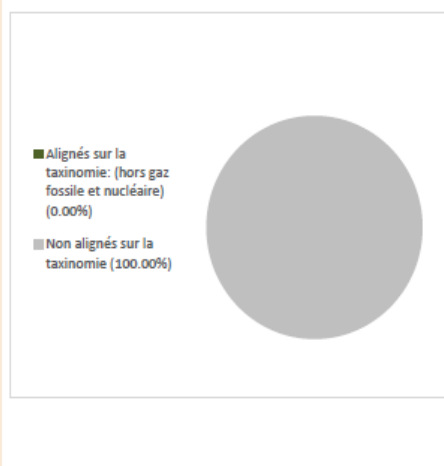 Alignés sur la
taxinomie: (hors gaz
fossile et nucléaire)
(0.00%)
Non alignés sur la
taxinomie (100.00%)